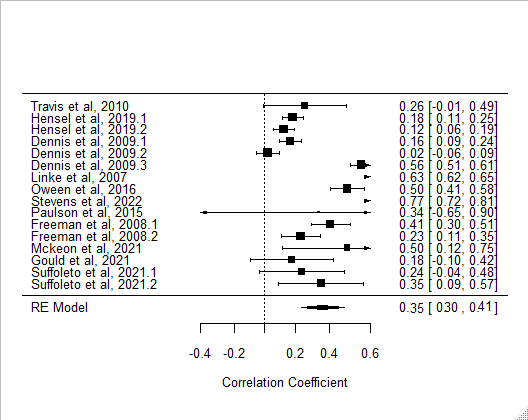 Travis et al, 2010 0.26 [-0.01, 0.49]
Hensel et al, 2019.1 0.18 [0.11, 0.25]
Hensel et al, 2019.2 0.12 [0.06, 0.19]
Dennis et al, 2009.1 0.16 [0.09, 0.24]
Dennis et al, 2009.2 0.02 [-0.06, 0.09]
Dennis et al, 2009.3 0.56 [0.51, 0.61]
Linke et al, 2007 0.63 [0.62, 0.65]
Oween et al, 2016 0.50 [0.41, 0.58]
Stevens et al, 2022 0.77 [0.72, 0.81]
Paulson et al, 2015 0.34 [-0.65, 0.90]
Freeman et al, 2008.1 0.41 [0.30, 0.51]
Freeman et al, 2008.2 0.23 [0.11, 0.35]
Mckeon et al, 2021 0.50 [0.12, 0.75]
Gould et al, 2021 0.18 [-0.10, 0.42]
Suffoleto et al, 2021.1 0.24 [-0.04, 0.48]
Suffoleto et al, 2021.2 0.35 [0.09, 0.57]
RE Model 0.35 [ 030 , 0.41]
-0.4 -0.2 0.2 0.4 0.6
Correlation Coefficient